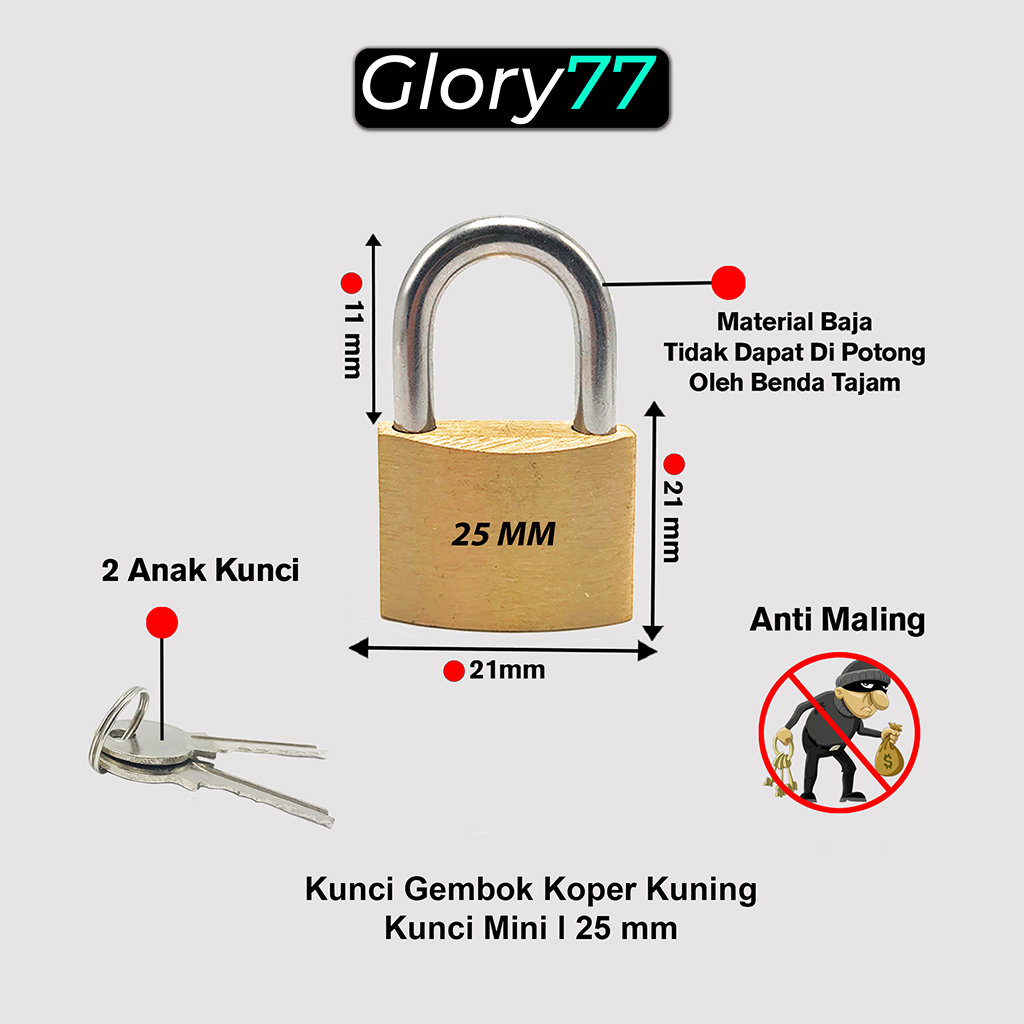 Glory77
11 mm
Material Baja
Tidak Dapat Di Potong
Oleh Benda Tajam
21 mm
25 MM
2 Anak Kunci
Anti Maling
21mm
$
Kunci Gembok Koper Kuning
Kunci Mini l 25 mm